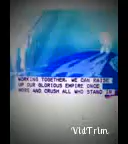 WORKING TOGETHER, WE CAN RAISE
UP OUR GLORIOUS EMPIRE ONCE
MORE AND CRUSH ALL WHO STAND IN
VidTrim